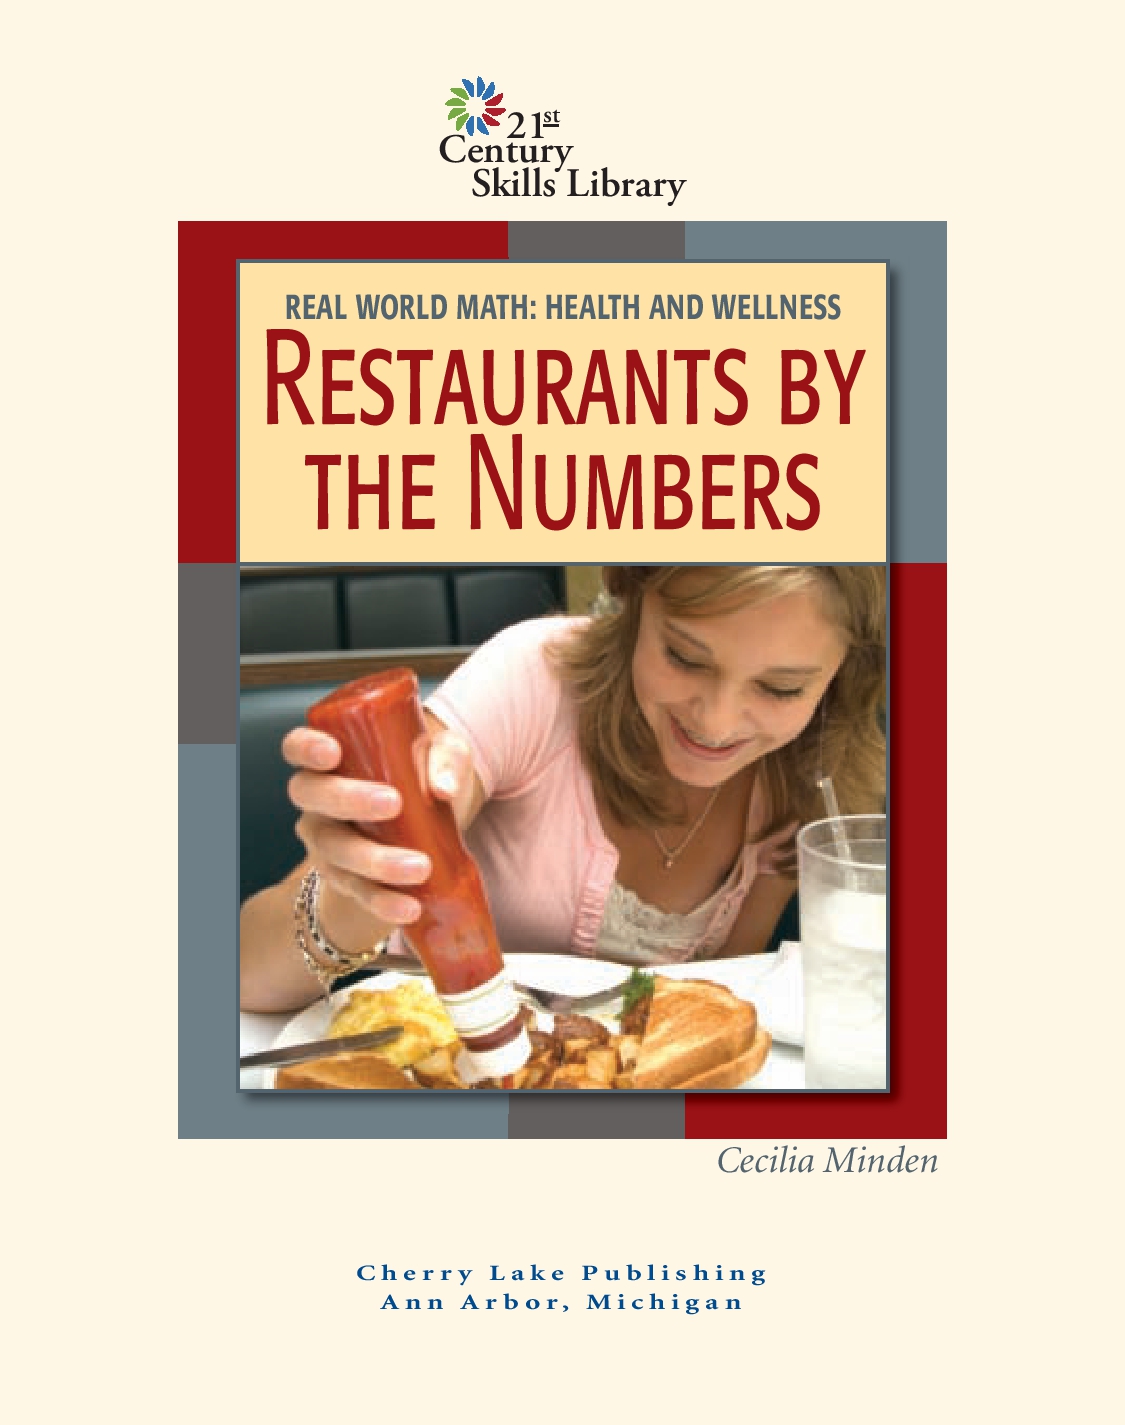 21st
Century
Skills Library
REAL WORLD MATH: HEALTH AND WELLNESS
RESTAURANTS BY
THE NUMBERS
Cecilia Minden
Cherry Lake Publishing
Ann Arbor, Michigan